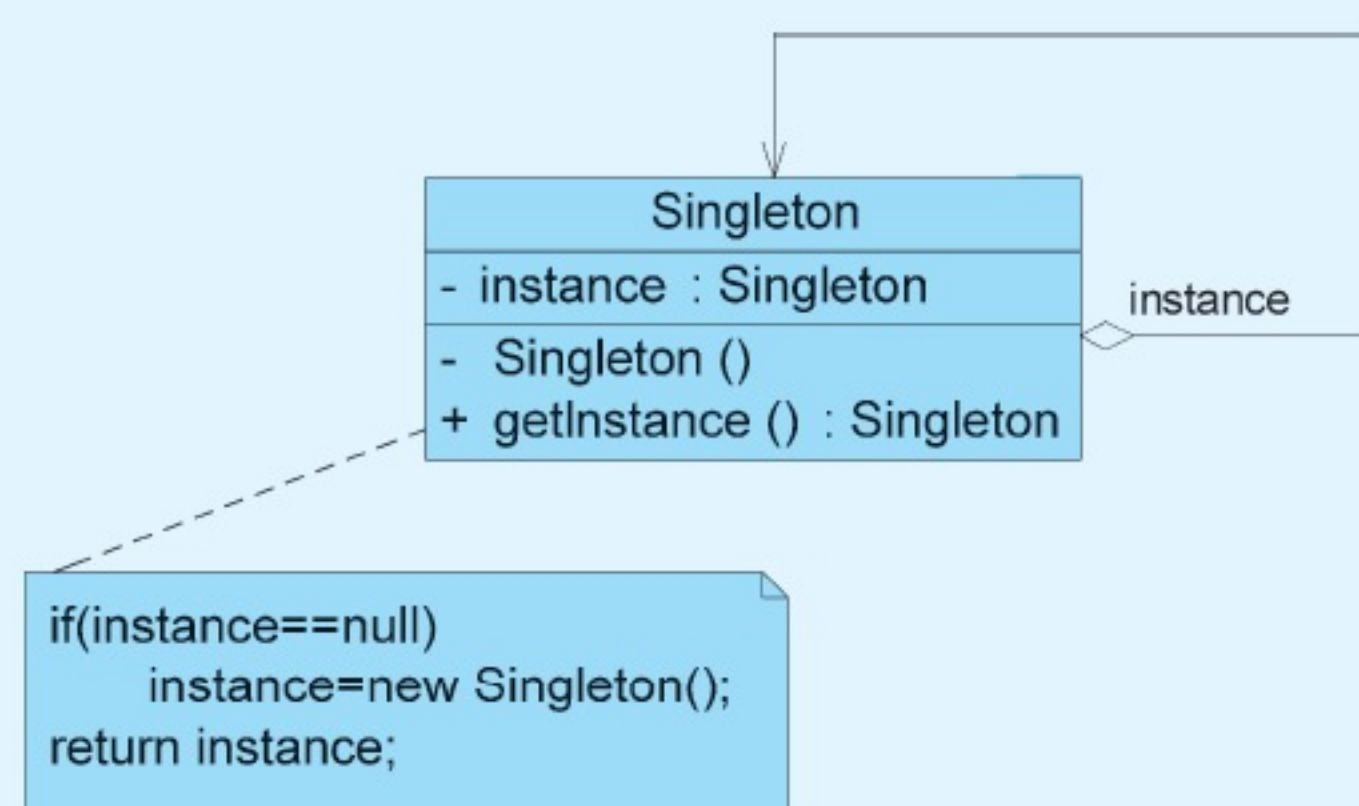 Singleton
- instance : Singleton
instance
- Singleton ()
+ getInstance () : Singleton
if(instance==null)
instance=new Singleton();
return instance;